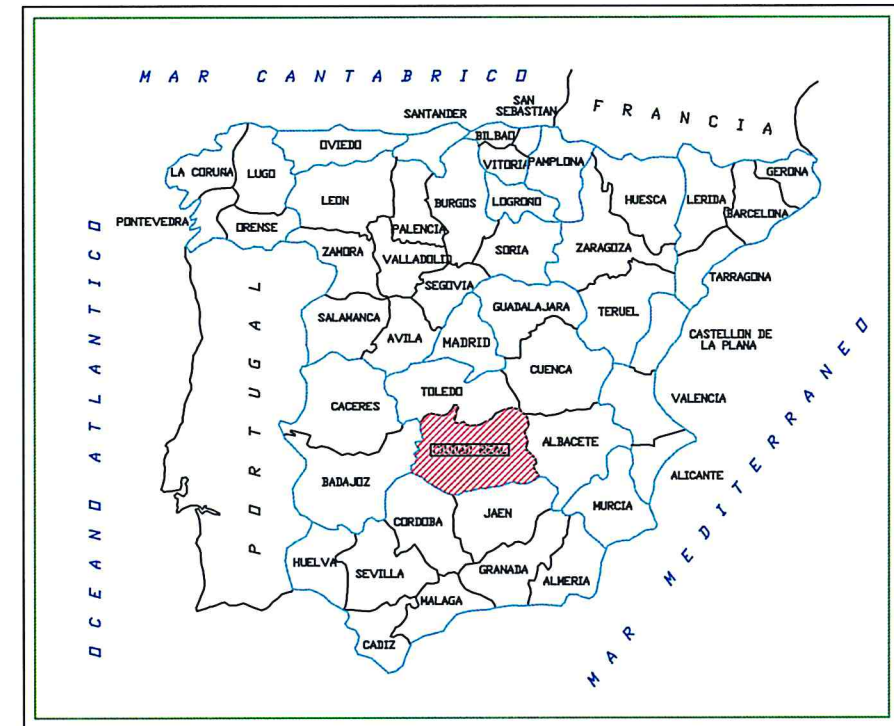 MAR CANTABRICO
SAN
SEBASTIAN
FRANCIA
SANTANDER
BILBAO
OVIEDO
VITORIA
PAMPLONA
LA CORUÑA
LUGO
GERONA
LEON
BURGOS
LOGROÑO
HUESCA
LERIDA
BARCELONA
PONTEVEDRA
ORENSE
PALENCIA
ZAMORA
VALLADOLID
SORIA
ZARAGOZA
TARRAGONA
SEGOVIA
SALAMANCA
GUADALAJARA
TERUEL
AVILA
MADRID
CASTELLON DE
LA PLANA
CUENCA
TOLEDO
CACERES
VALENCIA
ALBACETE
BADAJOZ
ALICANTE
MURCIA
CORDOBA
JAEN
HUELVA
SEVILLA
GRANADA
ALMERIA
MALAGA
CADIZ
PORTUGAL
OCEANO ATLANTICO
MAR MEDITERRANEO